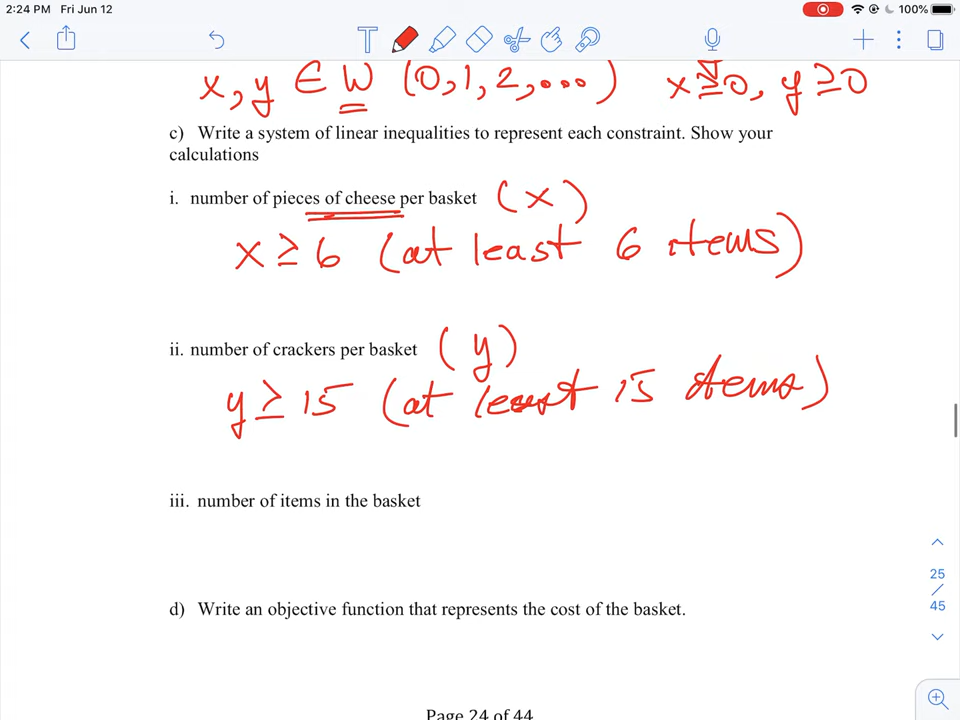 2:24 PM Fri Jun 12
100%
T
x, y ∈ W (0, 1, 2, ...) x ≥ 0, y ≥ 0
c) Write a system of linear inequalities to represent each constraint. Show your
calculations
i. number of pieces of cheese per basket (x)
x ≥ 6 (at least 6 items)
ii. number of crackers per basket (y)
y ≥ 15 (at least 15 items)
iii. number of items in the basket
25
/
45
d) Write an objective function that represents the cost of the basket.
Page 24 of 44